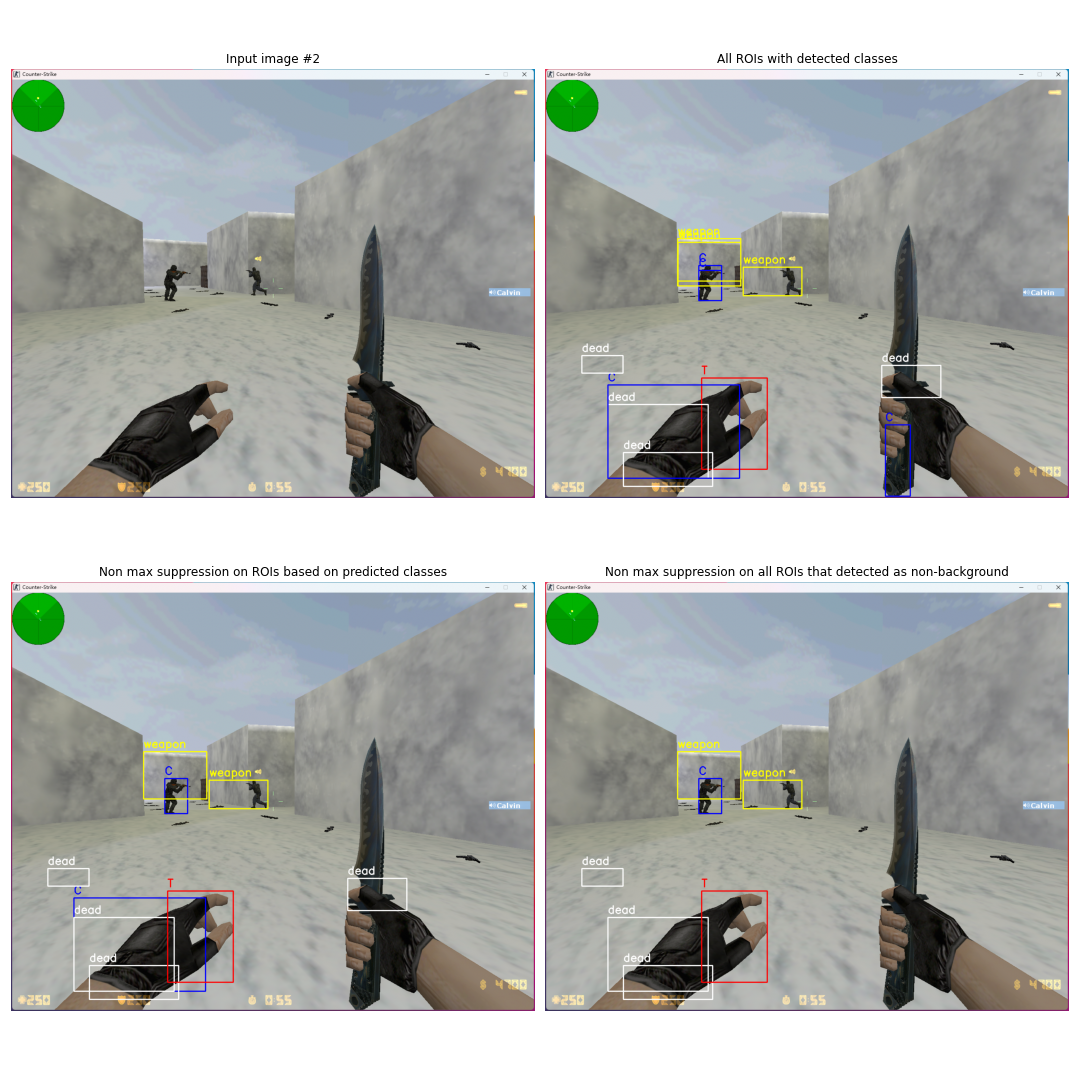 Input image #2
Counter-Strike
Calvin
250
250
0:55
$ 4700
All ROIs with detected classes
Counter-Strike
weapon
C
weapon
Calvin
dead
dead
C
T
dead
C
dead
250
0:55
$ 4700
Non max suppression on ROIs based on predicted classes
Counter-Strike
weapon
C
weapon
Calvin
dead
dead
C
T
dead
dead
250
0:55
$ 4700
Non max suppression on all ROIs that detected as non-background
Counter-Strike
weapon
C
weapon
Calvin
dead
T
dead
dead
250
0:55
$ 4700